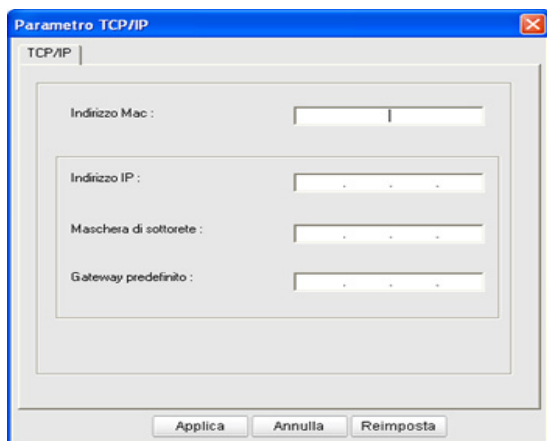 Parametro TCP/IP
TCP/IP
Indirizzo Mac :
Indirizzo IP :
. . .
Maschera di sottorete :
. . .
Gateway predefinito :
. . .
Applica Annulla Reimposta